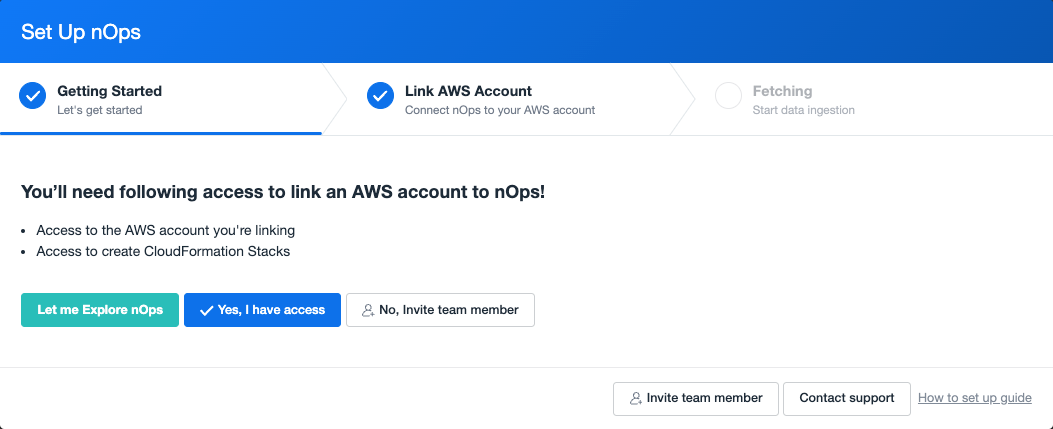 Set Up nOps
Getting Started
Let's get started
Link AWS Account
Connect nOps to your AWS account
Fetching
Start data ingestion
You’ll need following access to link an AWS account to nOps!
• Access to the AWS account you're linking
• Access to create CloudFormation Stacks
Let me Explore nOps
Yes, I have access
No, Invite team member
Invite team member
Contact support
How to set up guide